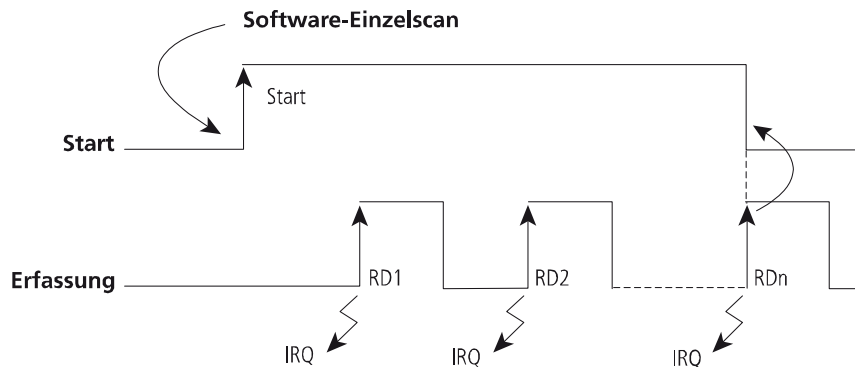 Software-Einzelscan
Start
Start
Erfassung
RD1
RD2
RDn
IRQ
IRQ
IRQ